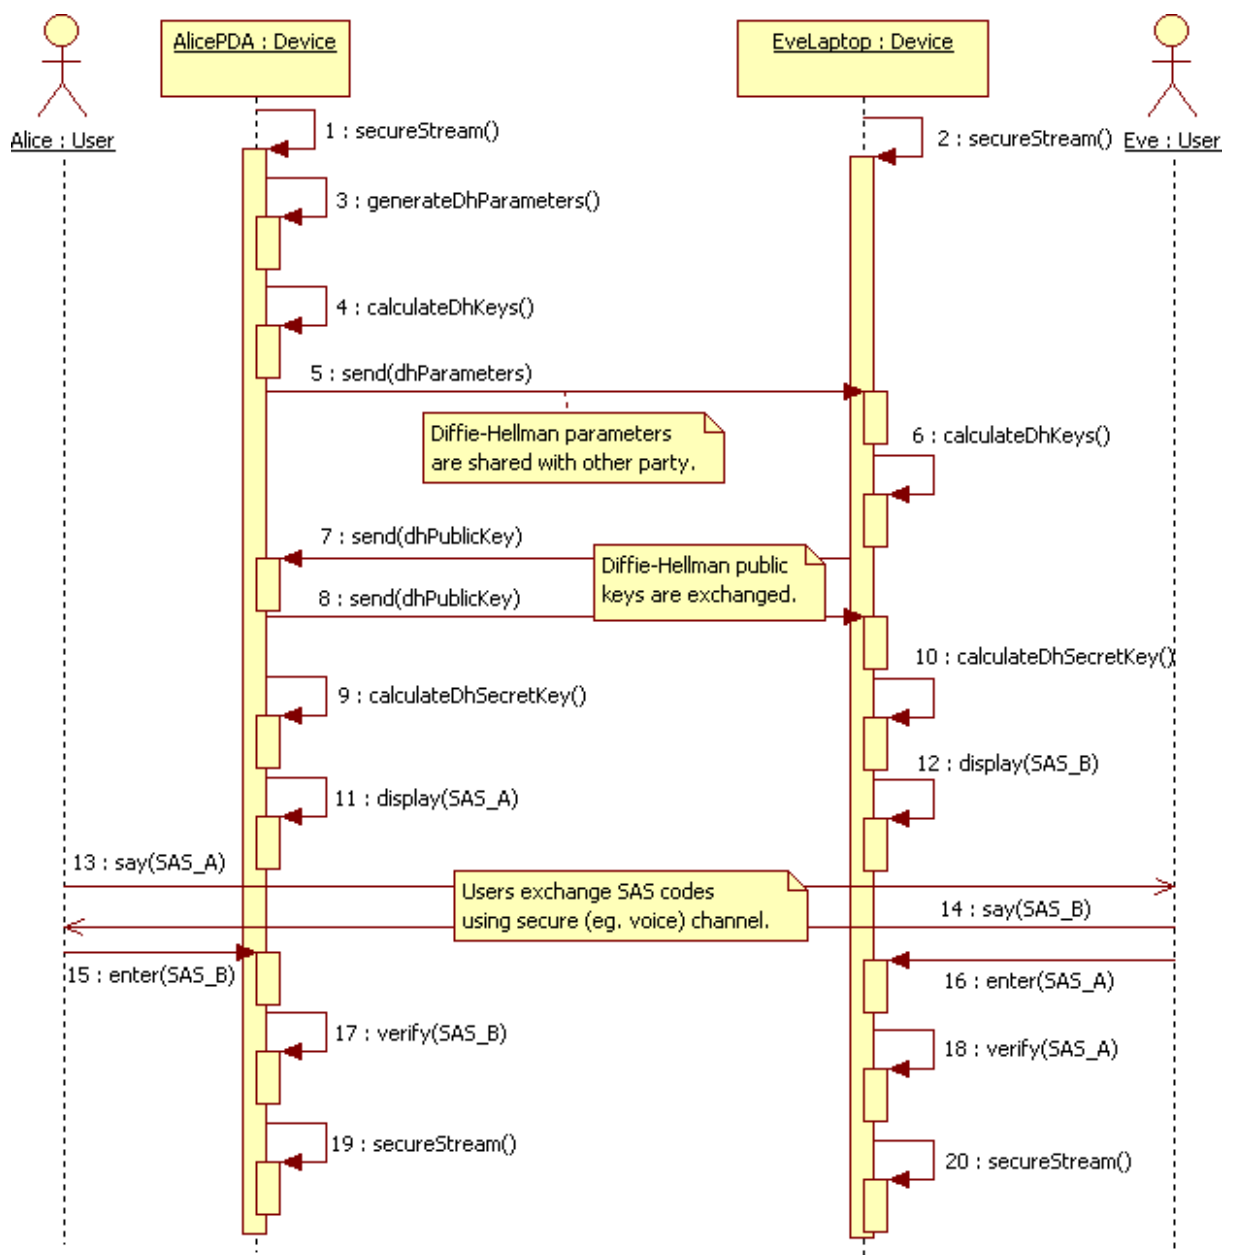 AlicePDA : Device
EveLaptop : Device
Alice : User
Eve : User
1 : secureStream()
2 : secureStream()
3 : generateDhParameters()
4 : calculateDhKeys()
5 : send(dhParameters)
Diffie-Hellman parameters
are shared with other party.
6 : calculateDhKeys()
7 : send(dhPublicKey)
Diffie-Hellman public
keys are exchanged.
8 : send(dhPublicKey)
10 : calculateDhSecretKey()
9 : calculateDhSecretKey()
12 : display(SAS_B)
11 : display(SAS_A)
13 : say(SAS_A)
Users exchange SAS codes
using secure (eg. voice) channel.
14 : say(SAS_B)
15 : enter(SAS_B)
16 : enter(SAS_A)
17 : verify(SAS_B)
18 : verify(SAS_A)
19 : secureStream()
20 : secureStream()